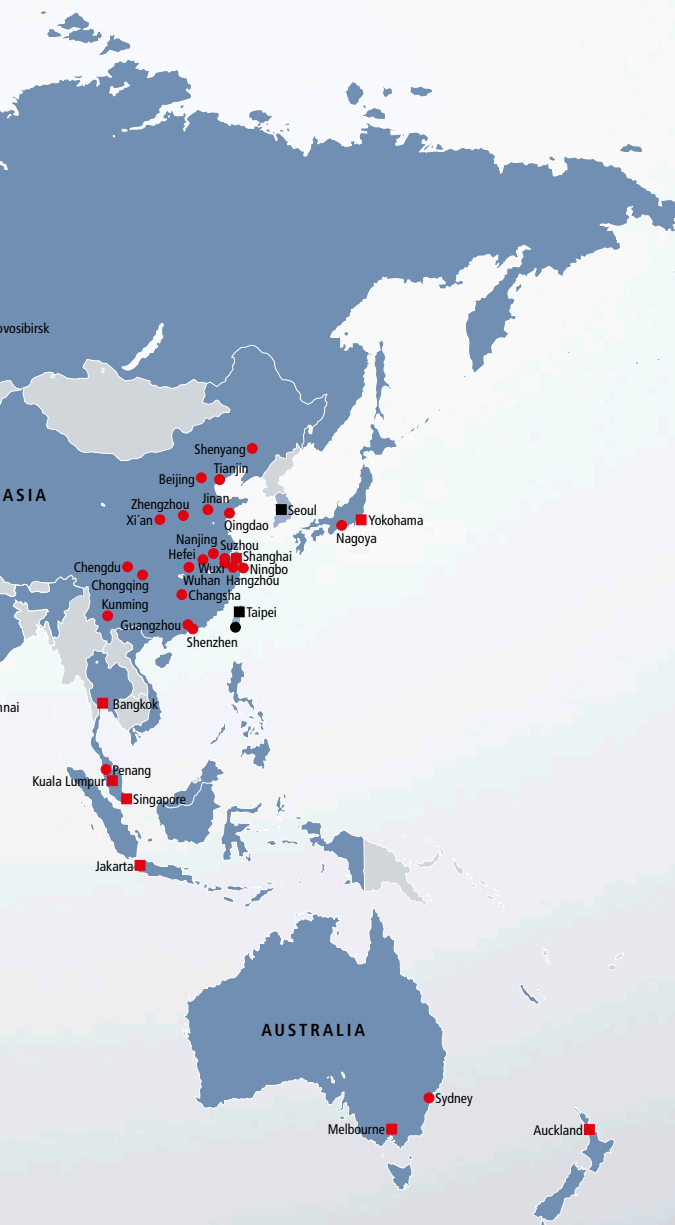 ovosibirsk
Shenyang
Tianjin
Beijing
ASIA
Jinan
Zhengzhou
Seoul
Xi´an
Yokohama
Qingdao
Nagoya
Nanjing
Suzhou
Hefei
Shanghai
Chengdu
Wuxi
Ningbo
Chongqing
Wuhan
Hangzhou
Changsha
Kunming
Taipei
Guangzhou
Shenzhen
nnai
Bangkok
Penang
Kuala Lumpur
Singapore
Jakarta
AUSTRALIA
Sydney
Melbourne
Auckland